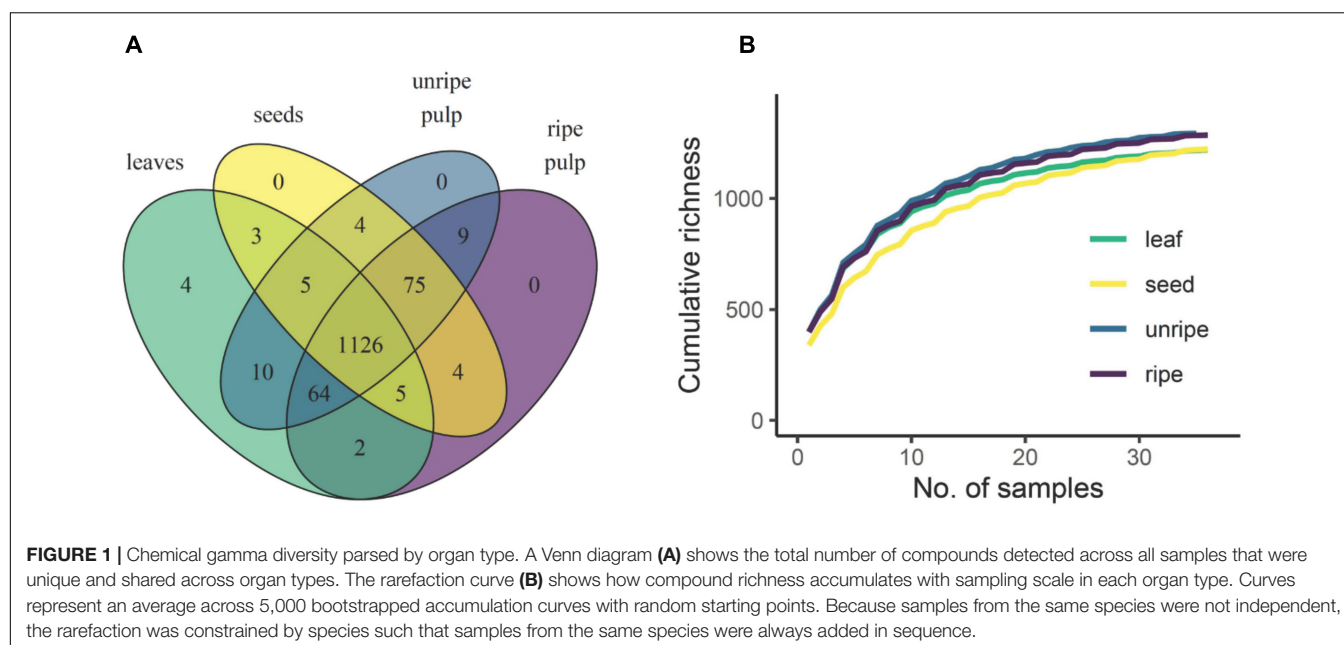 A
unripe
pulp
seeds
ripe
pulp
leaves
0
0
3
4
9
4
5
75
0
1126
10
64
5
4
2
B
Cumulative richness
1000
500
0
leaf
seed
unripe
ripe
0
10
20
30
No. of samples
FIGURE 1 | Chemical gamma diversity parsed by organ type. A Venn diagram (A) shows the total number of compounds detected across all samples that were
unique and shared across organ types. The rarefaction curve (B) shows how compound richness accumulates with sampling scale in each organ type. Curves
represent an average across 5,000 bootstrapped accumulation curves with random starting points. Because samples from the same species were not independent,
the rarefaction was constrained by species such that samples from the same species were always added in sequence.